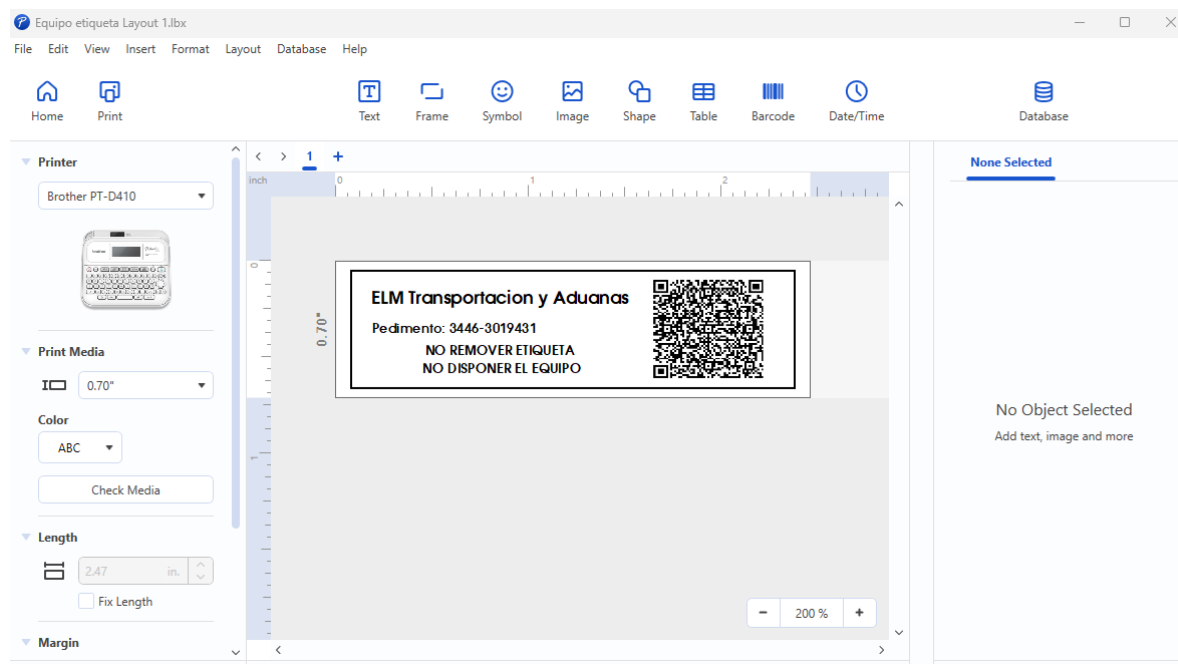 Equipo etiqueta Layout 1.lbx
File Edit View Insert Format Layout Database Help
Home Print Text Frame Symbol Image Shape Table Barcode Date/Time Database
Printer
Brother PT-D410
Print Media
0.70"
Color
ABC
Check Media
Length
2.47 in.
Fix Length
Margin
1
inch 0 1 2
0
1
0.70"
ELM Transportacion y Aduanas
Pedimento: 3446-3019431
NO REMOVER ETIQUETA
NO DISPONER EL EQUIPO
200 %
None Selected
No Object Selected
Add text, image and more